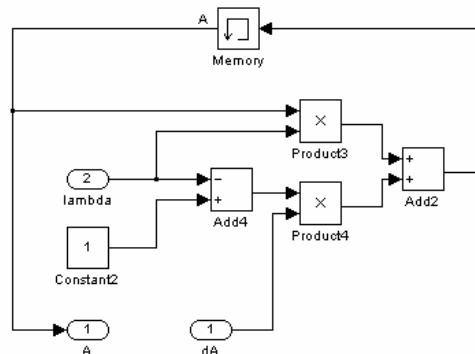 A
Memory
×
Product3
2
lambda
−
+
Add4
×
Product4
+
+
Add2
1
Constant2
1
A
1
dA